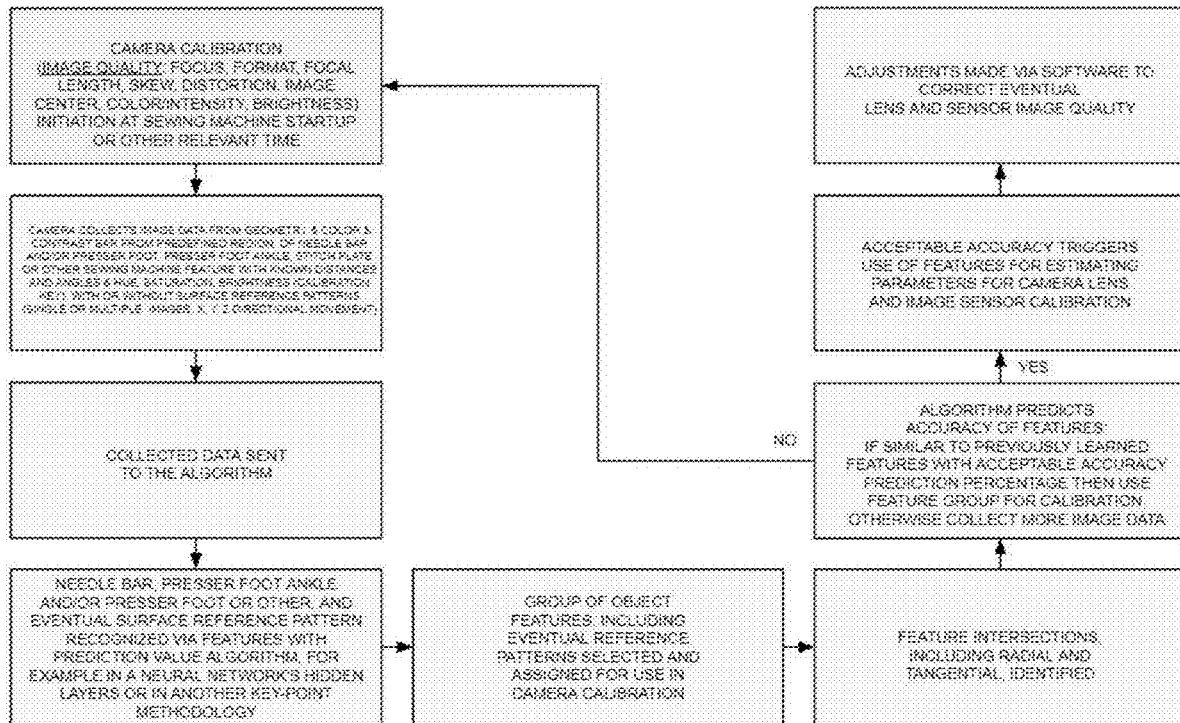 CAMERA CALIBRATION
(IMAGE QUALITY: FOCUS, FORMAT, FOCAL
LENGTH, SKEW, DISTORTION, IMAGE
CENTER, COLOR/INTENSITY, BRIGHTNESS)
INITIATION AT SEWING MACHINE STARTUP
OR OTHER RELEVANT TIME
CAMERA COLLECTS IMAGE DATA FROM GEOMETRY & COLOR &
CONTRAST BAR FROM PREDEFINED REGION, OF NEEDLE BAR
AND/OR PRESSER FOOT, PRESSER FOOT ANKLE, STITCH PLATE
OR OTHER SEWING MACHINE FEATURE WITH KNOWN DISTANCES
AND ANGLES & HUE, SATURATION, BRIGHTNESS (CALIBRATION
KEY), WITH OR WITHOUT SURFACE REFERENCE PATTERNS
(SINGLE OR MULTIPLE IMAGES, X, Y, Z DIRECTIONAL MOVEMENT)
COLLECTED DATA SENT
TO THE ALGORITHM
NEEDLE BAR, PRESSER FOOT ANKLE
AND/OR PRESSER FOOT OR OTHER, AND
EVENTUAL SURFACE REFERENCE PATTERN
RECOGNIZED VIA FEATURES WITH
PREDICTION VALUE ALGORITHM, FOR
EXAMPLE IN A NEURAL NETWORK'S HIDDEN
LAYERS OR IN ANOTHER KEY-POINT
METHODOLOGY
GROUP OF OBJECT
FEATURES, INCLUDING
EVENTUAL REFERENCE
PATTERNS SELECTED AND
ASSIGNED FOR USE IN
CAMERA CALIBRATION
FEATURE INTERSECTIONS,
INCLUDING RADIAL AND
TANGENTIAL, IDENTIFIED
ALGORITHM PREDICTS
ACCURACY OF FEATURES:
IF SIMILAR TO PREVIOUSLY LEARNED
FEATURES WITH ACCEPTABLE ACCURACY
PREDICTION PERCENTAGE THEN USE
FEATURE GROUP FOR CALIBRATION
OTHERWISE COLLECT MORE IMAGE DATA
NO
YES
ACCEPTABLE ACCURACY TRIGGERS
USE OF FEATURES FOR ESTIMATING
PARAMETERS FOR CAMERA LENS
AND IMAGE SENSOR CALIBRATION
ADJUSTMENTS MADE VIA SOFTWARE TO
CORRECT EVENTUAL
LENS AND SENSOR IMAGE QUALITY